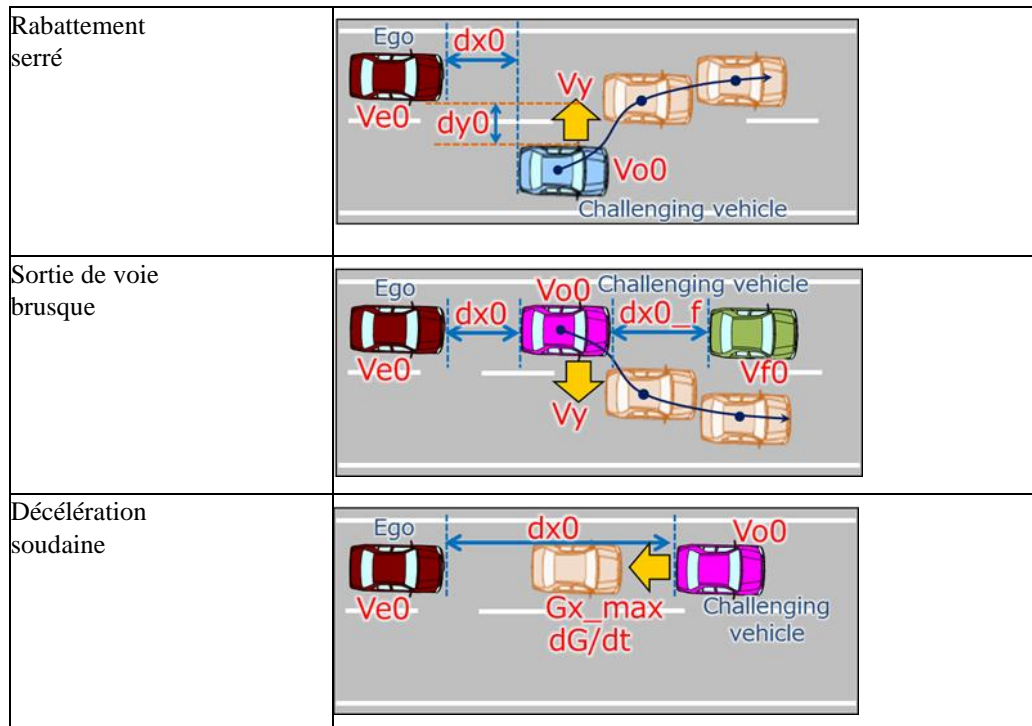 Rabattement
serré
Ego
dx0
Vy
Ve0
dy0
Vo0
Challenging vehicle
Sortie de voie
brusque
Ego
Vo0
Challenging vehicle
dx0
dx0_f
Ve0
Vf0
Vy
Décélération
soudaine
Ego
dx0
Vo0
Ve0
Gx_max
dG/dt
Challenging
vehicle